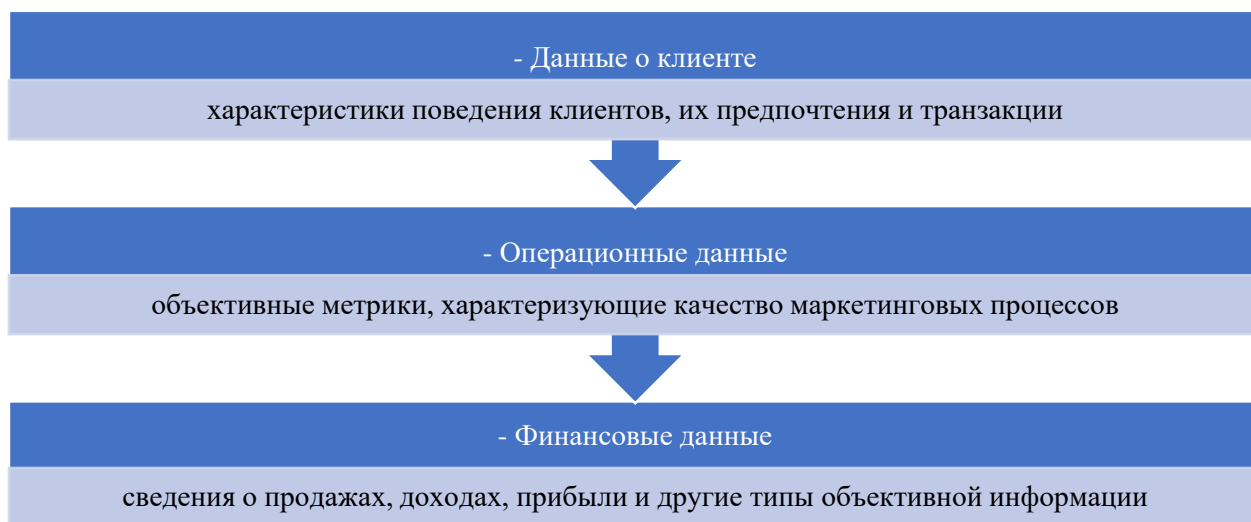 - Данные о клиенте
характеристики поведения клиентов, их предпочтения и транзакции
- Операционные данные
объективные метрики, характеризующие качество маркетинговых процессов
- Финансовые данные
сведения о продажах, доходах, прибыли и другие типы объективной информации